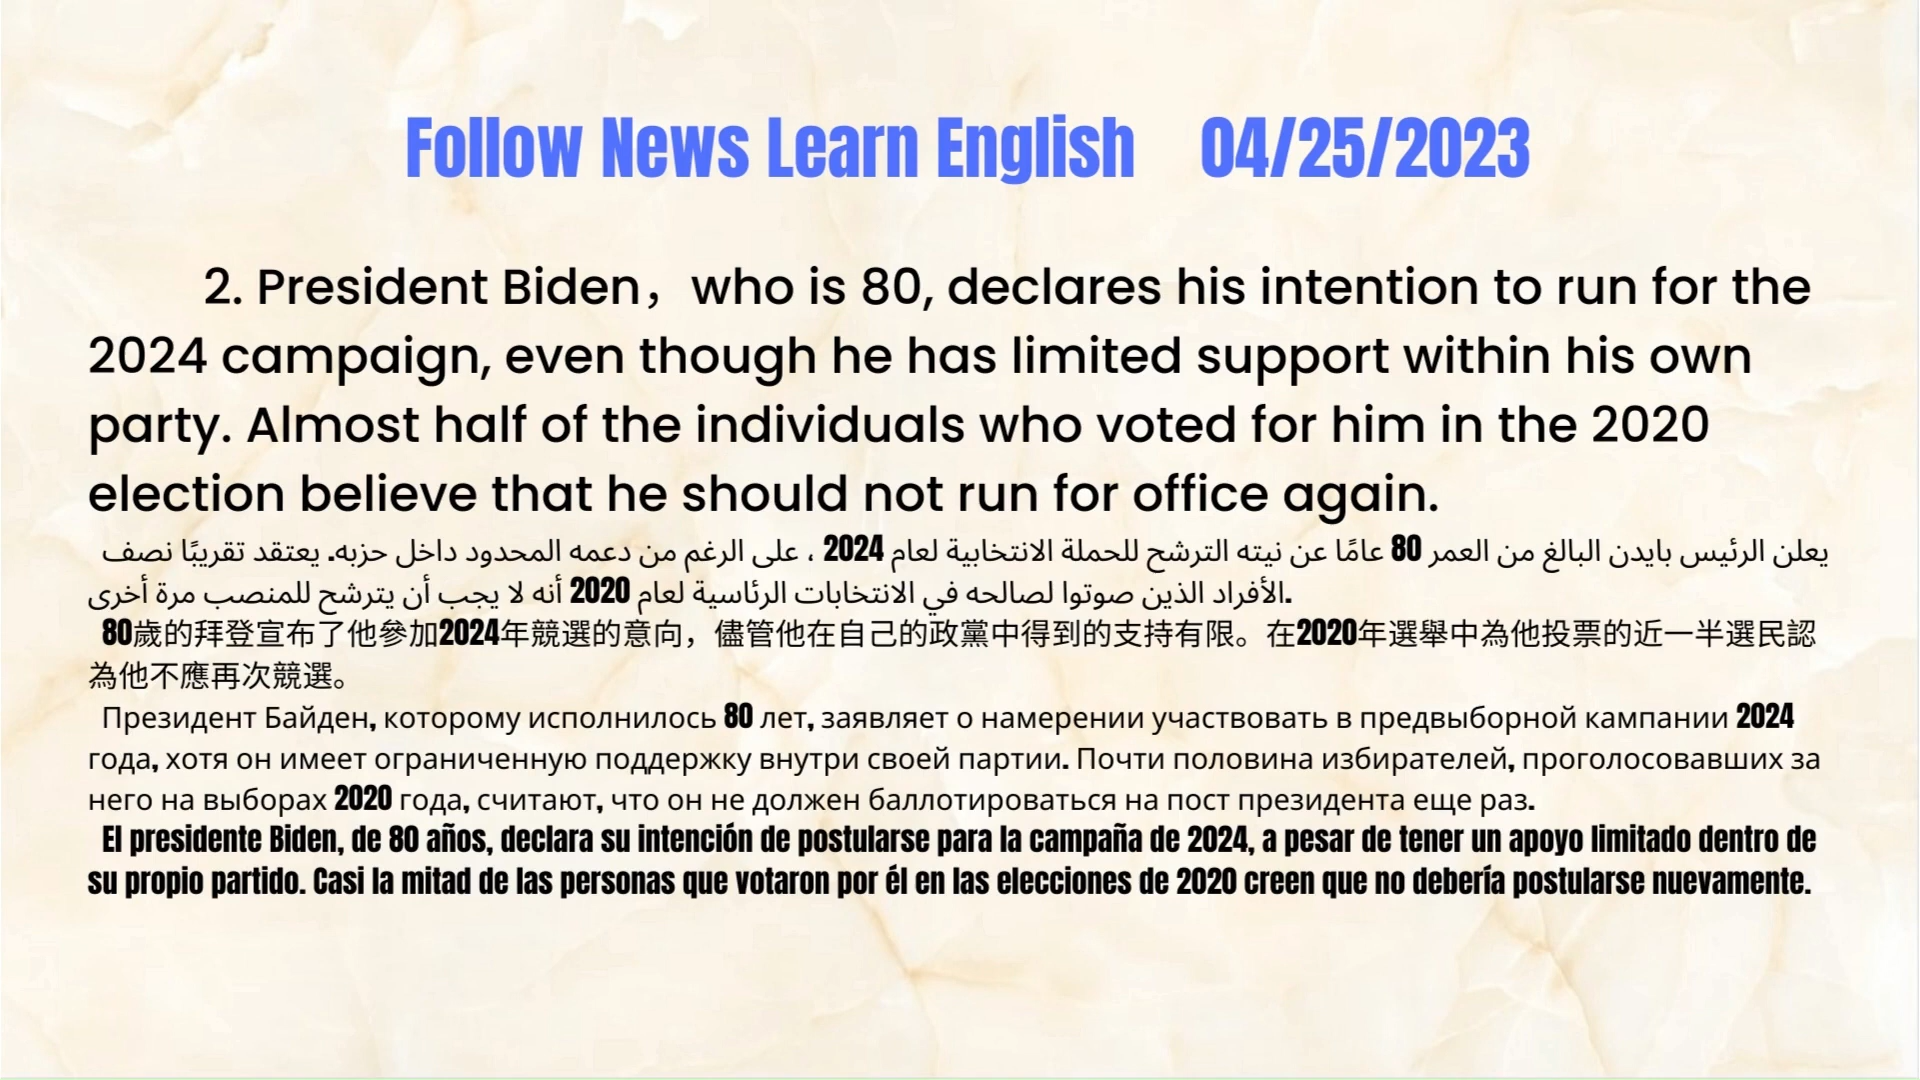 Follow News Learn English 04/25/2023
2. President Biden，who is 80, declares his intention to run for the
2024 campaign, even though he has limited support within his own
party. Almost half of the individuals who voted for him in the 2020
election believe that he should not run for office again.
يعلن الرئيس بايدن البالغ من العمر 80 عامًا عن نيته الترشح للحملة الانتخابية لعام 2024 ، على الرغم من دعمه المحدود داخل حزبه. يعتقد تقريبًا نصف
الأفراد الذين صوتوا لصالحه في الانتخابات الرئاسية لعام 2020 أنه لا يجب أن يترشح للمنصب مرة أخرى.
80歲的拜登宣布了他參加2024年競選的意向，儘管他在自己的政黨中得到的支持有限。在2020年選舉中為他投票的近一半選民認
為他不應再次競選。
Президент Байден, которому исполнилось 80 лет, заявляет о намерении участвовать в предвыборной кампании 2024
года, хотя он имеет ограниченную поддержку внутри своей партии. Почти половина избирателей, проголосовавших за
него на выборах 2020 года, считают, что он не должен баллотироваться на пост президента еще раз.
El presidente Biden, de 80 años, declara su intención de postularse para la campaña de 2024, a pesar de tener un apoyo limitado dentro de
su propio partido. Casi la mitad de las personas que votaron por él en las elecciones de 2020 creen que no debería postularse nuevamente.